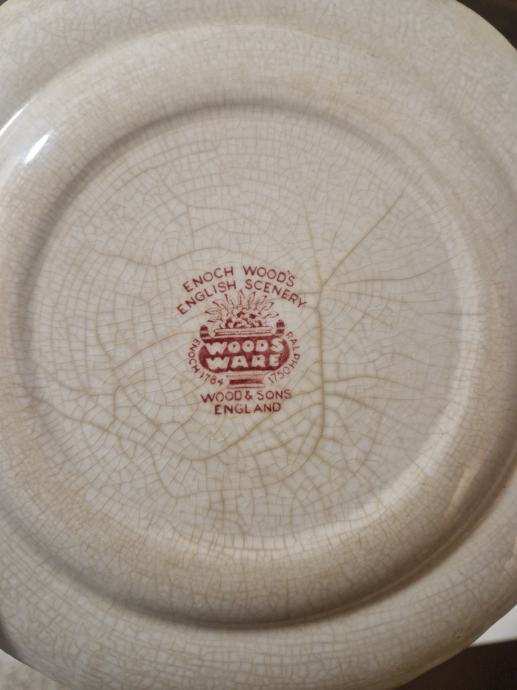 ENOCH WOOD'S
ENGLISH SCENERY
WOODS
WARE
ENOCH 1784
RALPH 1750
WOOD & SONS
ENGLAND